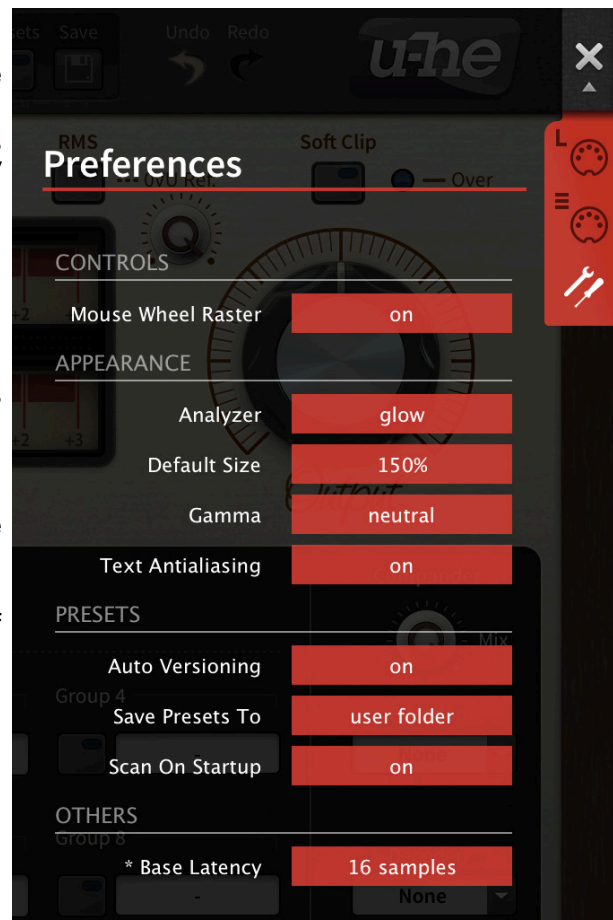 ets Save Undo Redo
u-he
RMS Soft Clip
Preferences
0VU Ref. Over
L
CONTROLS
Mouse Wheel Raster on
+2
APPEARANCE
Analyzer glow
+2 +3
Default Size 150%
Output
Gamma neutral
Text Antialiasing on
PRESETS
Mix
Auto Versioning on
Group 4
Save Presets To user folder
-
None
Scan On Startup on
OTHERS
Group 8
* Base Latency 16 samples
- None